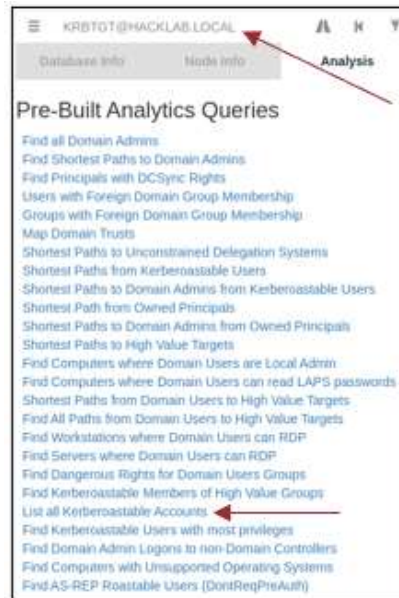 KRBTGT@HACKLAB.LOCAL
Database Info Node Info Analysis
Pre-Built Analytics Queries
Find all Domain Admins
Find Shortest Paths to Domain Admins
Find Principals with DCSync Rights
Users with Foreign Domain Group Membership
Groups with Foreign Domain Group Membership
Map Domain Trusts
Shortest Paths to Unconstrained Delegation Systems
Shortest Paths from Kerberoastable Users
Shortest Paths to Domain Admins from Kerberoastable Users
Shortest Path from Owned Principals
Shortest Paths to Domain Admins from Owned Principals
Shortest Paths to High Value Targets
Find Computers where Domain Users are Local Admin
Find Computers where Domain Users can read LAPS passwords
Shortest Paths from Domain Users to High Value Targets
Find All Paths from Domain Users to High Value Targets
Find Workstations where Domain Users can RDP
Find Servers where Domain Users can RDP
Find Dangerous Rights for Domain Users Groups
Find Kerberoastable Members of High Value Groups
List all Kerberoastable Accounts
Find Kerberoastable Users with most privileges
Find Domain Admin Logons to non-Domain Controllers
Find Computers with Unsupported Operating Systems
Find AS-REP Roastable Users (DontReqPreAuth)